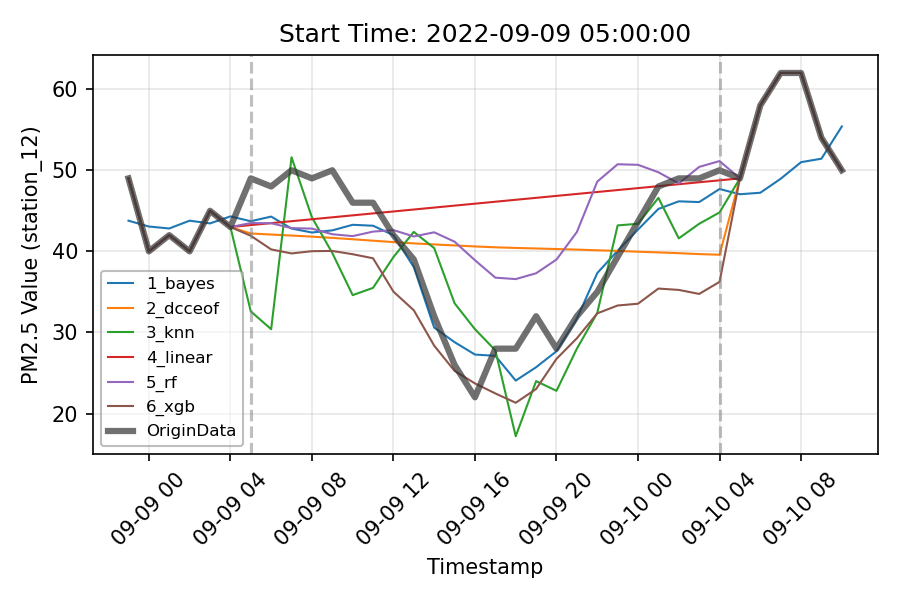 Start Time: 2022-09-09 05:00:00
PM2.5 Value (station_12)
60
50
40
30
20
1_bayes
2_dcceof
3_knn
4_linear
5_rf
6_xgb
OriginData
09-09 00
09-09 04
09-09 08
09-09 12
09-09 16
09-09 20
09-10 00
09-10 04
09-10 08
Timestamp